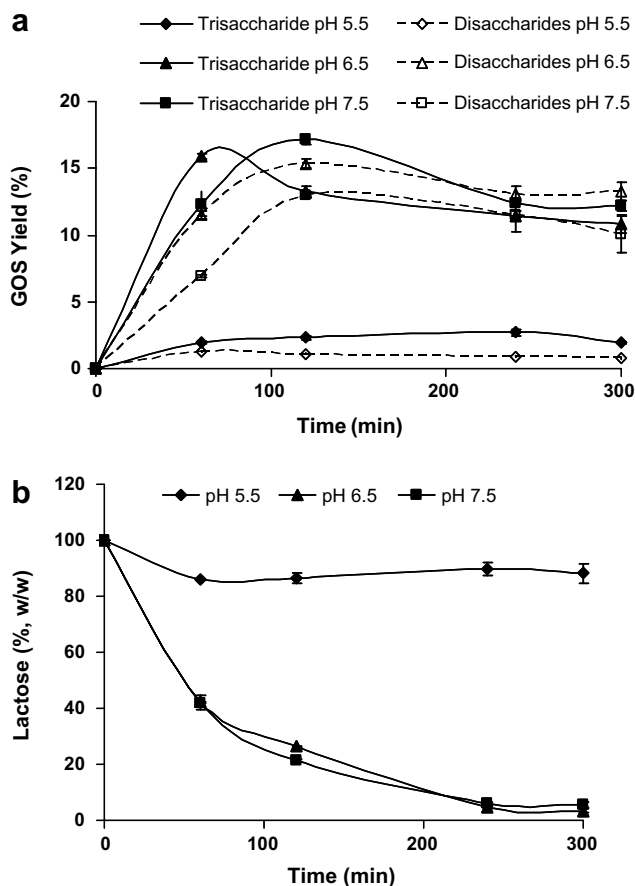 a
Trisaccharide pH 5.5 Disaccharides pH 5.5
Trisaccharide pH 6.5 Disaccharides pH 6.5
Trisaccharide pH 7.5 Disaccharides pH 7.5
20
15
10
5
0
GOS Yield (%)
0 100 200 300
Time (min)
b
pH 5.5 pH 6.5 pH 7.5
120
100
80
60
40
20
0
Lactose (%, w/w)
0 100 200 300
Time (min)